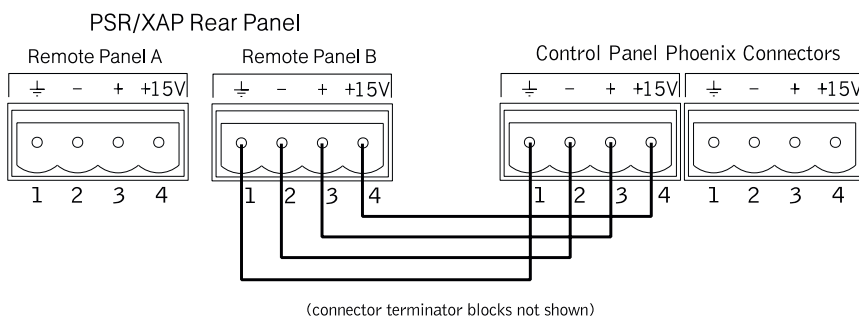 PSR/XAP Rear Panel
Remote Panel A Remote Panel B Control Panel Phoenix Connectors
⏚ − + +15V ⏚ − + +15V ⏚ − + +15V ⏚ − + +15V
1 2 3 4 1 2 3 4 1 2 3 4 1 2 3 4
(connector terminator blocks not shown)